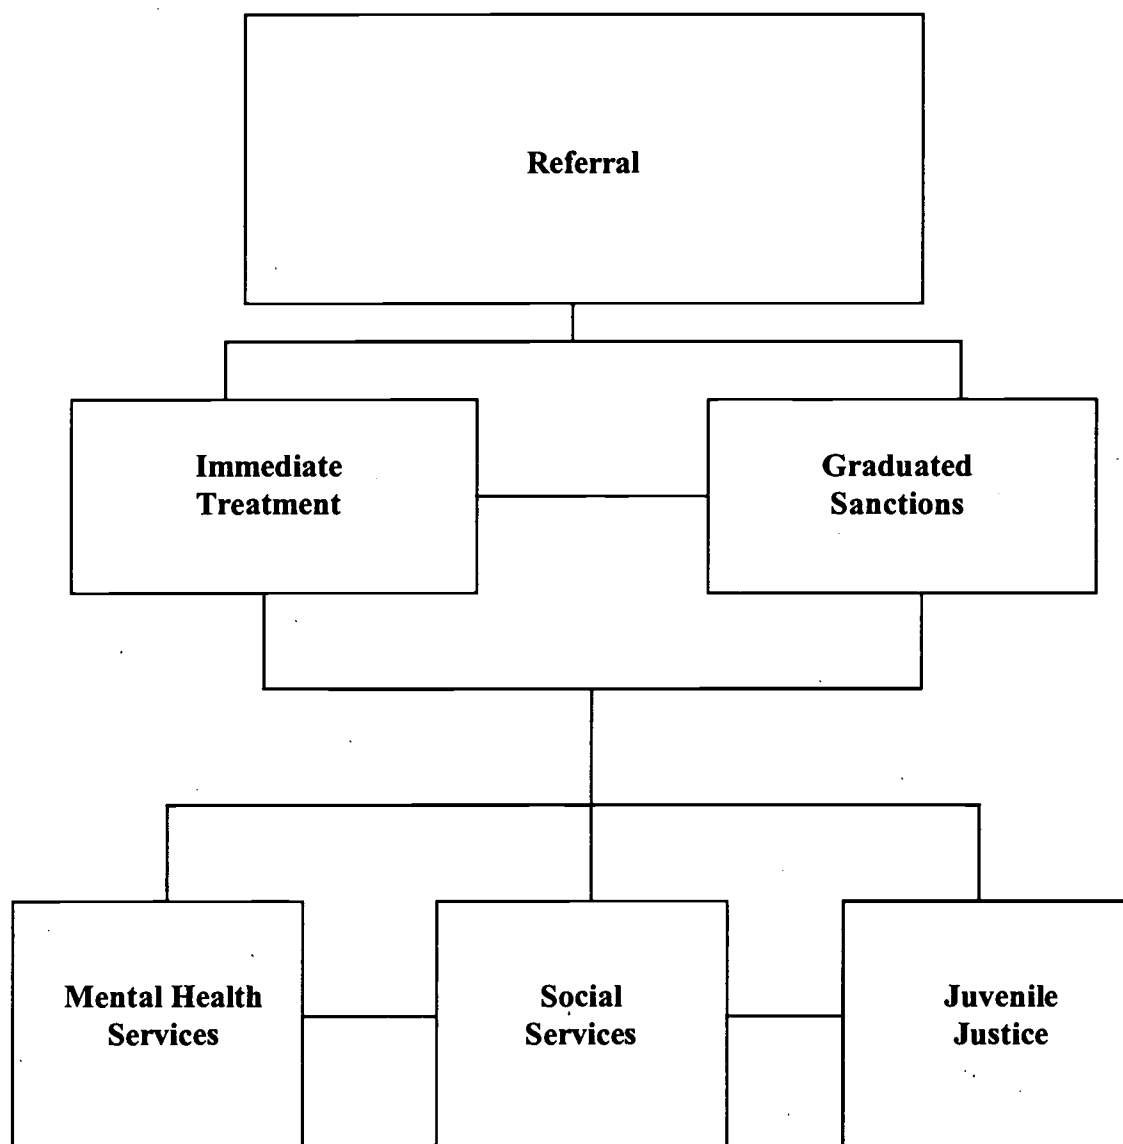 Referral
Immediate
Treatment
Graduated
Sanctions
Mental Health
Services
Social
Services
Juvenile
Justice